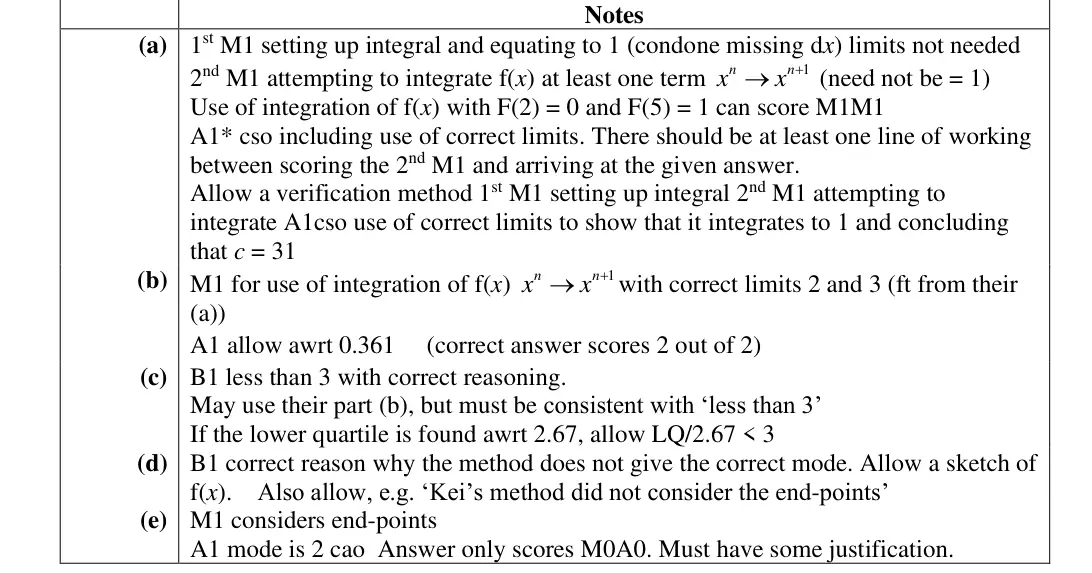 Notes
(a) 1st M1 setting up integral and equating to 1 (condone missing dx) limits not needed
2nd M1 attempting to integrate f(x) at least one term xⁿ → xⁿ⁺¹ (need not be = 1)
Use of integration of f(x) with F(2) = 0 and F(5) = 1 can score M1M1
A1* cso including use of correct limits. There should be at least one line of working
between scoring the 2nd M1 and arriving at the given answer.
Allow a verification method 1st M1 setting up integral 2nd M1 attempting to
integrate A1cso use of correct limits to show that it integrates to 1 and concluding
that c = 31
(b) M1 for use of integration of f(x) xⁿ → xⁿ⁺¹ with correct limits 2 and 3 (ft from their
(a))
A1 allow awrt 0.361 (correct answer scores 2 out of 2)
(c) B1 less than 3 with correct reasoning.
May use their part (b), but must be consistent with ‘less than 3’
If the lower quartile is found awrt 2.67, allow LQ/2.67 < 3
(d) B1 correct reason why the method does not give the correct mode. Allow a sketch of
f(x). Also allow, e.g. ‘Kei’s method did not consider the end-points’
(e) M1 considers end-points
A1 mode is 2 cao Answer only scores M0A0. Must have some justification.